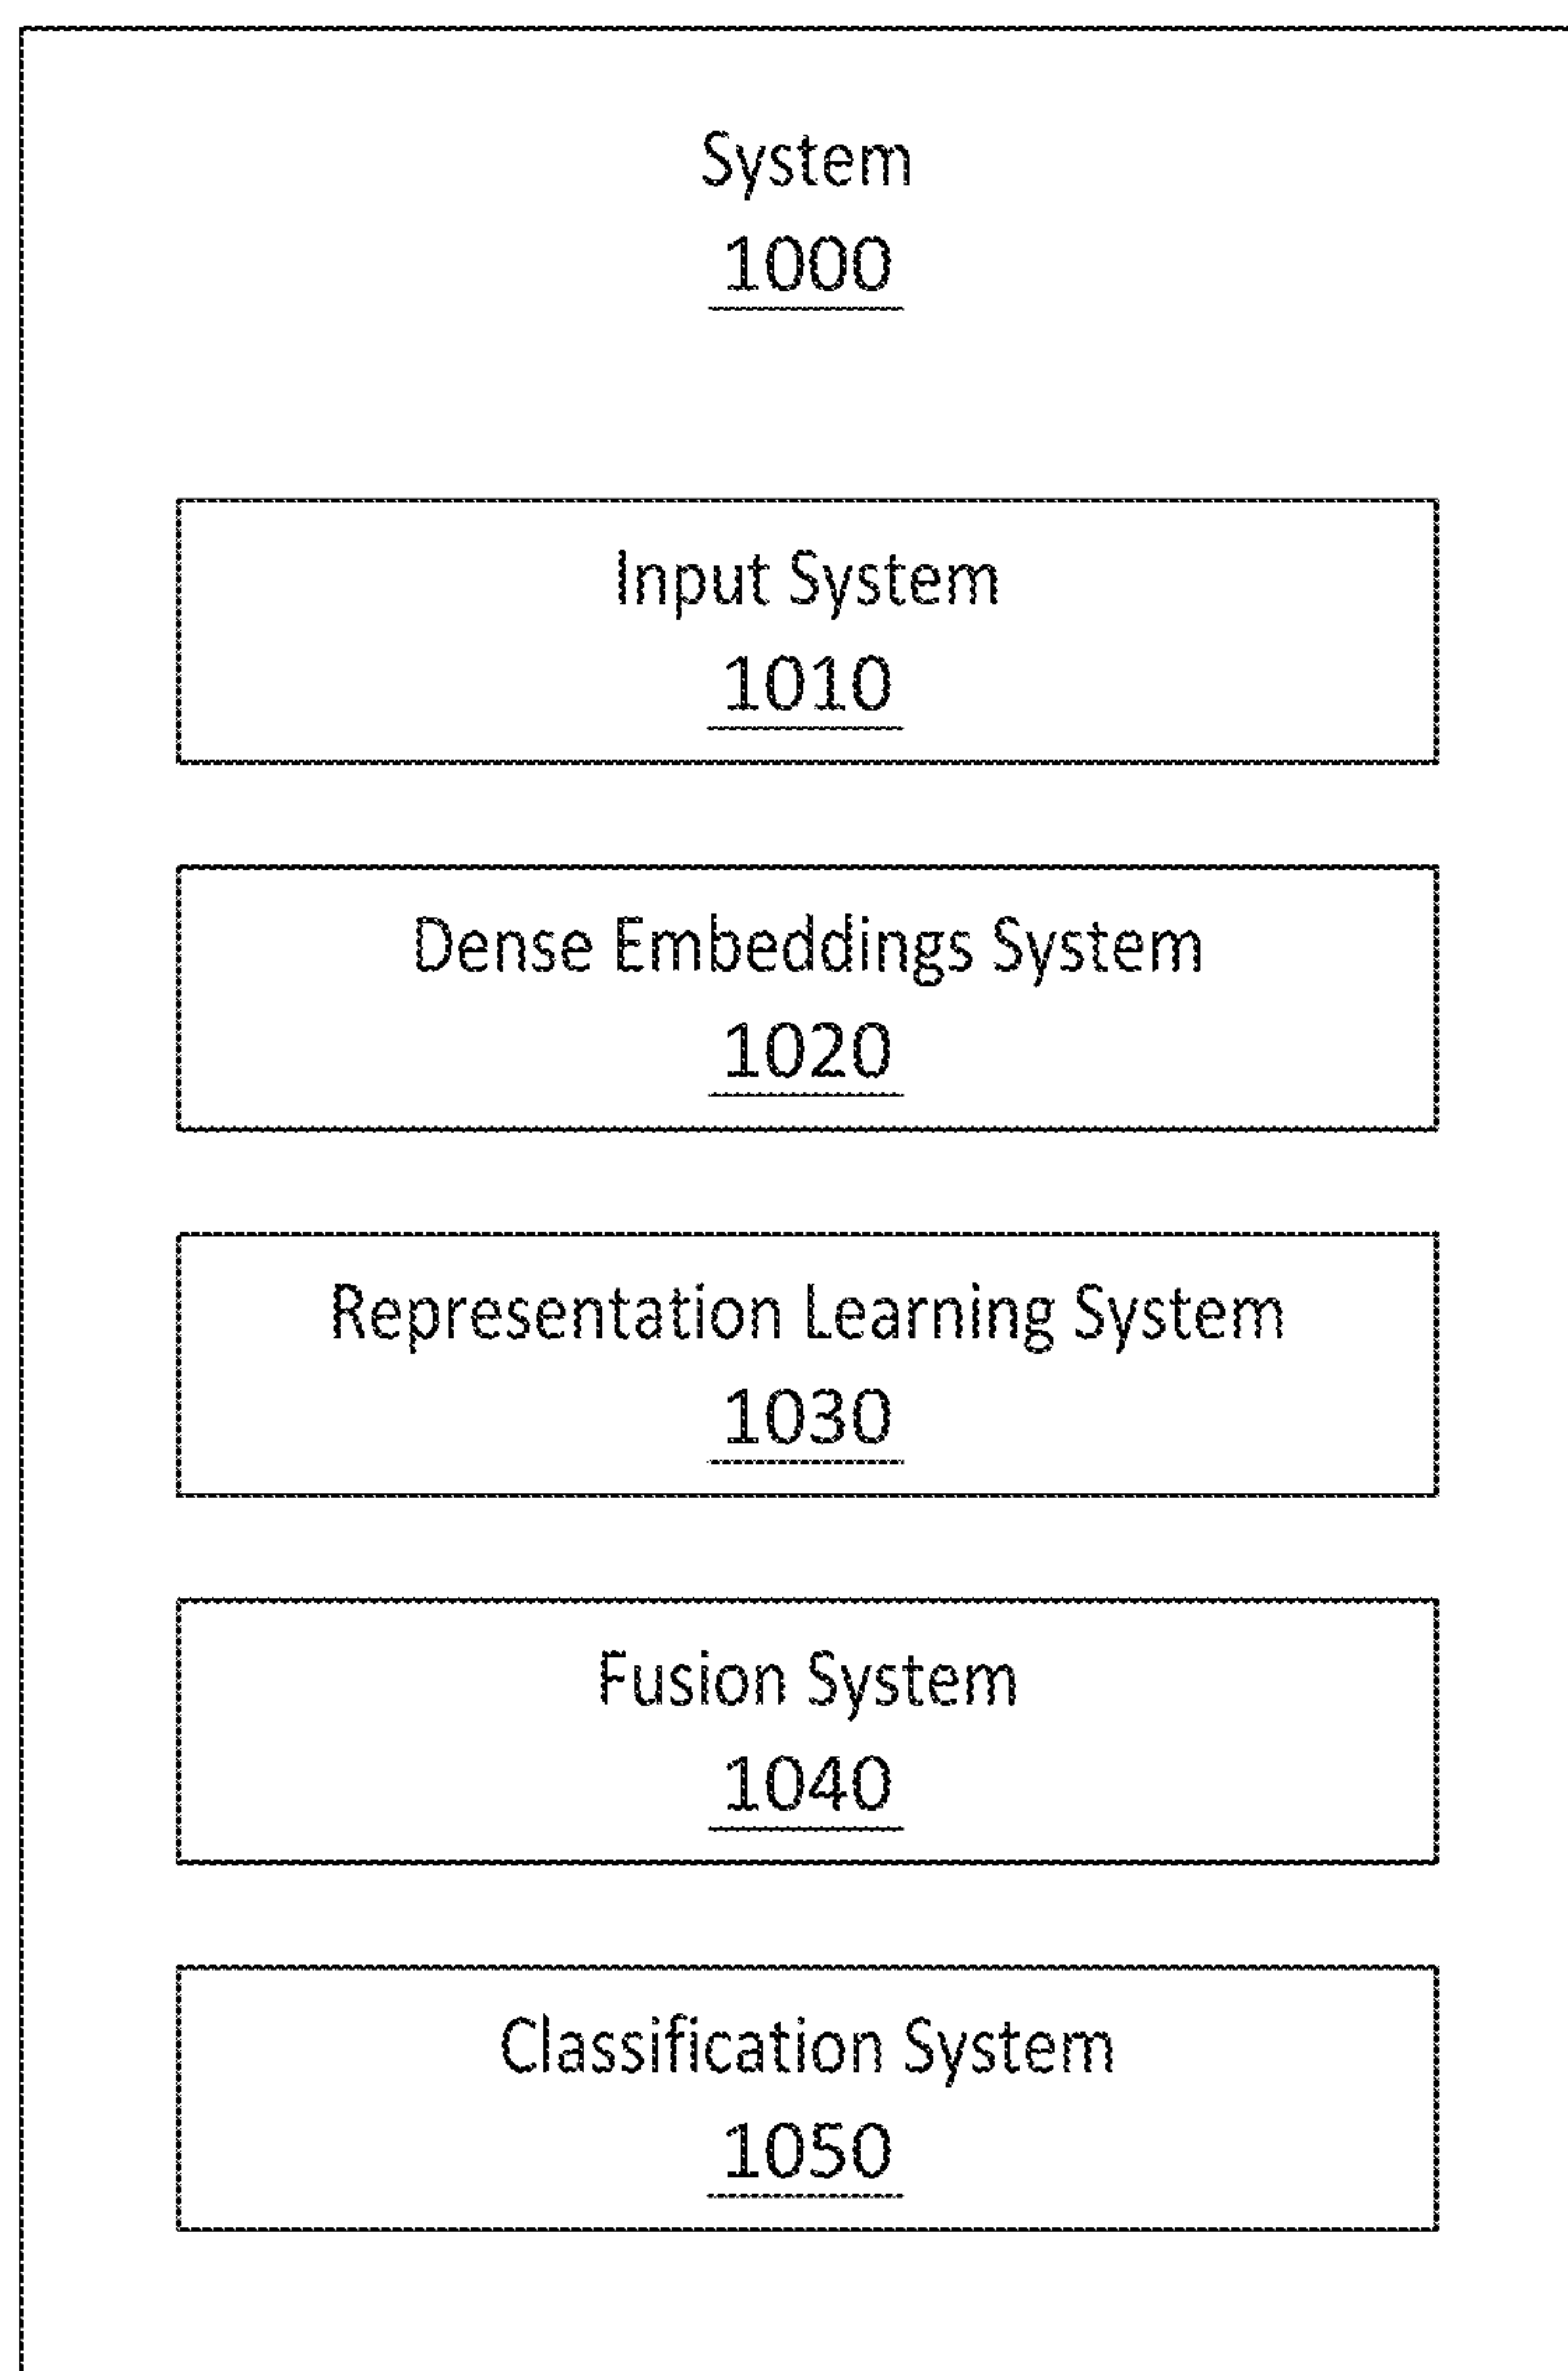 System
1000
Input System
1010
Dense Embeddings System
1020
Representation Learning System
1030
Fusion System
1040
Classification System
1050